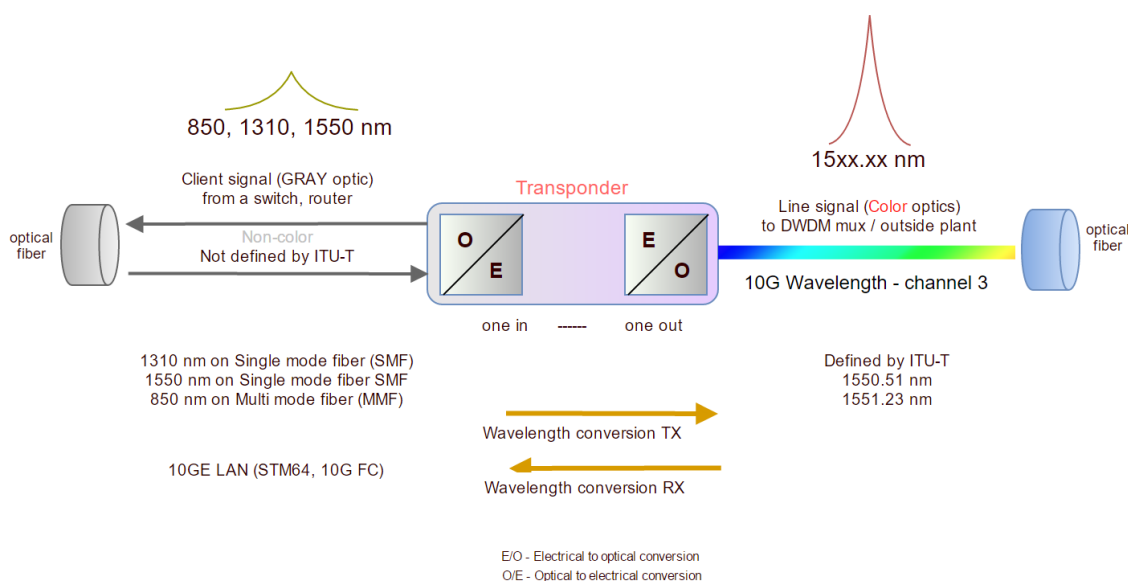 850, 1310, 1550 nm
15xx.xx nm
Client signal (GRAY optic)
from a switch, router
Transponder
Line signal (Color optics)
to DWDM mux / outside plant
optical
fiber
Non-color
Not defined by ITU-T
O
E
E
O
optical
fiber
10G Wavelength - channel 3
one in ------ one out
1310 nm on Single mode fiber (SMF)
1550 nm on Single mode fiber SMF
850 nm on Multi mode fiber (MMF)
Defined by ITU-T
1550.51 nm
1551.23 nm
Wavelength conversion TX
10GE LAN (STM64, 10G FC)
Wavelength conversion RX
E/O - Electrical to optical conversion
O/E - Optical to electrical conversion